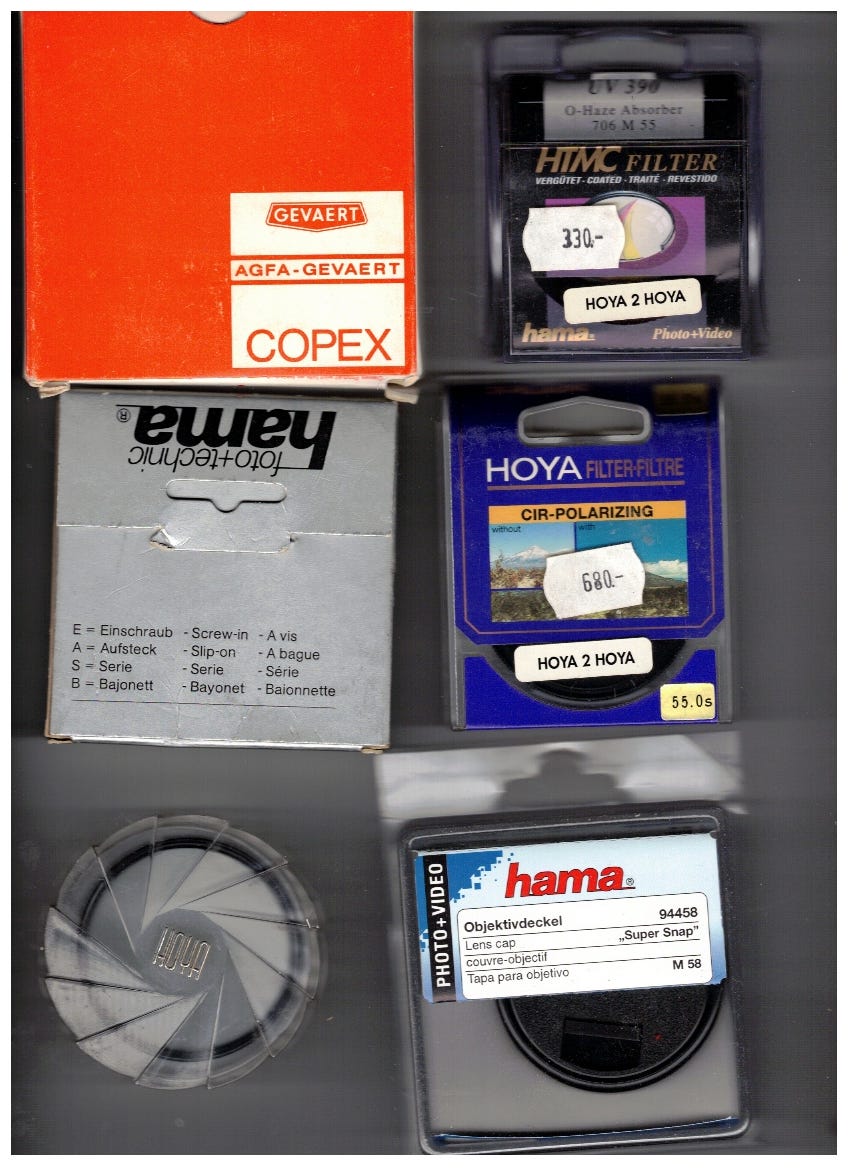 GEVAERT
AGFA-GEVAERT
COPEX
UV 390
O-Haze Absorber
706 M 55
HTMC FILTER
VERGÜTET - COATED - TRAITÉ - REVESTIDO
330.-
HOYA 2 HOYA
hama®
Photo+Video
hama®
foto+technic
E = Einschraub - Screw-in - A vis
A = Aufsteck - Slip-on - A bague
S = Serie - Serie - Série
B = Bajonett - Bayonet - Baionnette
HOYA FILTER-FILTRE
CIR-POLARIZING
without with
680.-
HOYA 2 HOYA
55.0s
HOYA
PHOTO+VIDEO
hama®
Objektivdeckel 94458
Lens cap „Super Snap”
couvre-objectif
Tapa para objetivo M 58